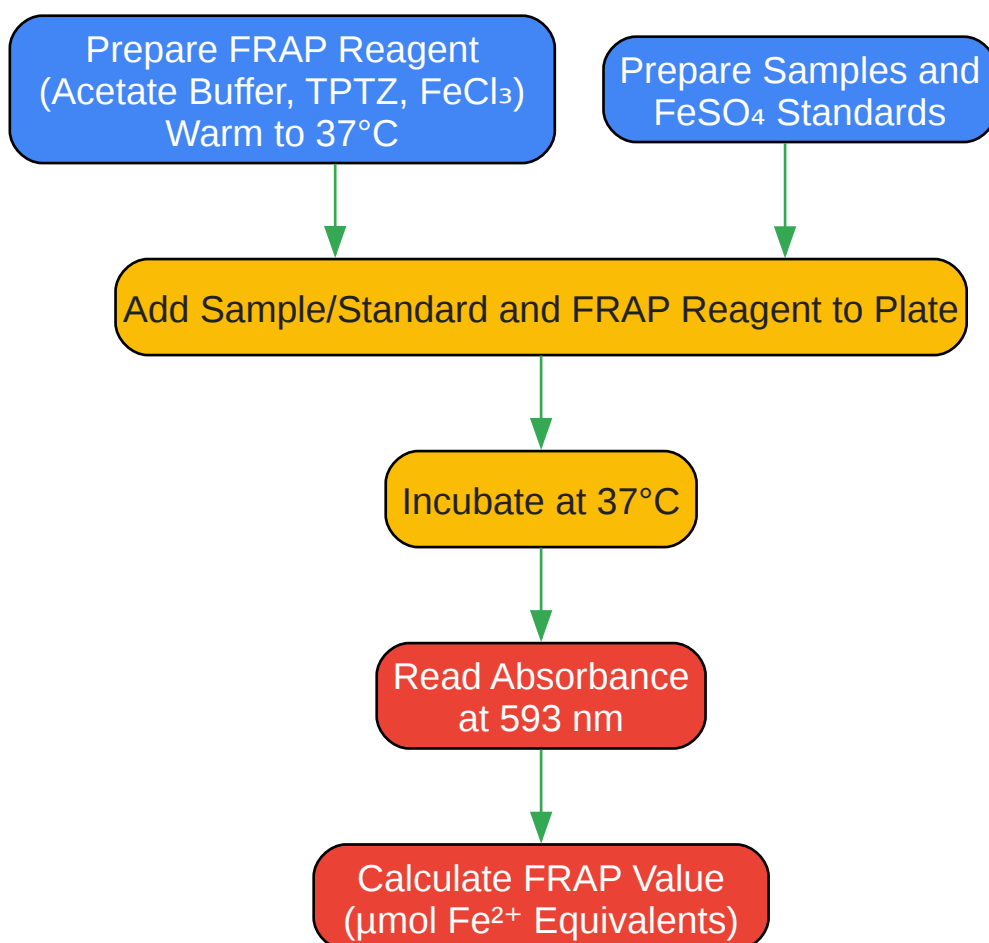 Prepare FRAP Reagent
(Acetate Buffer, TPTZ, FeCl₃)
Warm to 37°C
Prepare Samples and
FeSO₄ Standards
Add Sample/Standard and FRAP Reagent to Plate
Incubate at 37°C
Read Absorbance
at 593 nm
Calculate FRAP Value
(µmol Fe²⁺ Equivalents)